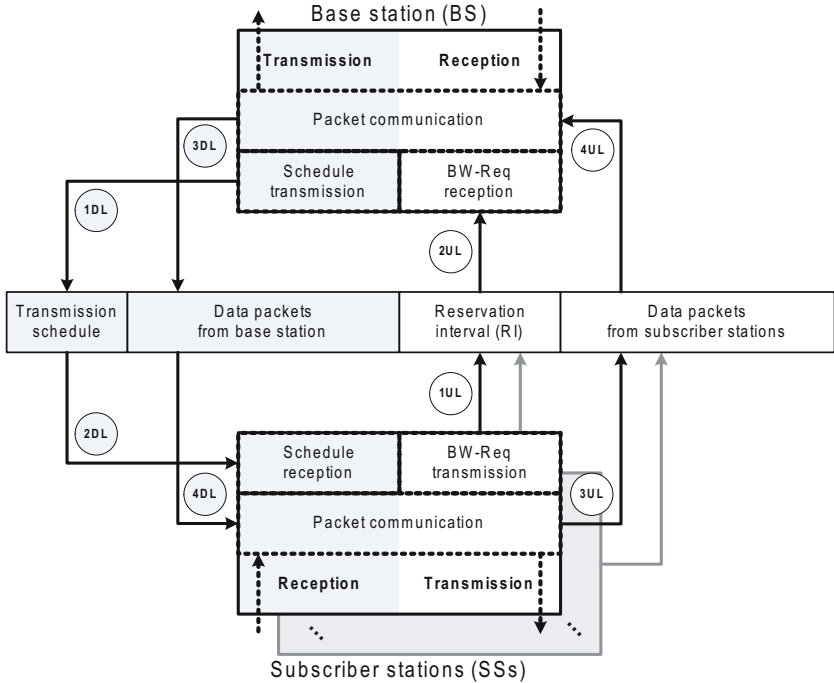 Base station (BS)
Transmission
Reception
Packet communication
3DL
4UL
Schedule
transmission
BW-Req
reception
1DL
2UL
Transmission
schedule
Data packets
from base station
Reservation
interval (RI)
Data packets
from subscriber stations
1UL
2DL
Schedule
reception
BW-Req
transmission
4DL
3UL
Packet communication
Reception
Transmission
Subscriber stations (SSs)